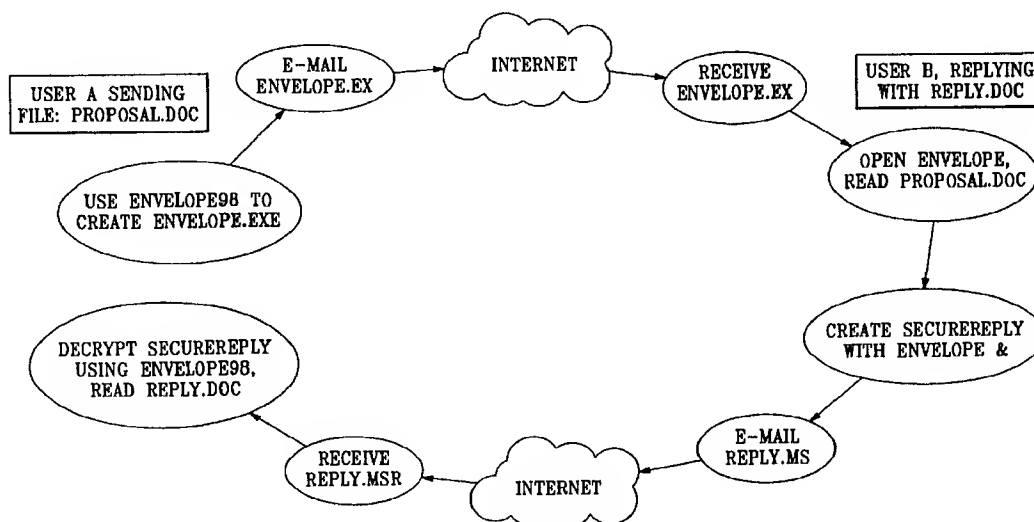 USER A SENDING
FILE: PROPOSAL.DOC
USE ENVELOPE98 TO
CREATE ENVELOPE.EXE
E-MAIL
ENVELOPE.EX
INTERNET
RECEIVE
ENVELOPE.EX
USER B, REPLYING
WITH REPLY.DOC
OPEN ENVELOPE,
READ PROPOSAL.DOC
CREATE SECUREREPLY
WITH ENVELOPE &
E-MAIL
REPLY.MS
INTERNET
RECEIVE
REPLY.MSR
DECRYPT SECUREREPLY
USING ENVELOPE98,
READ REPLY.DOC